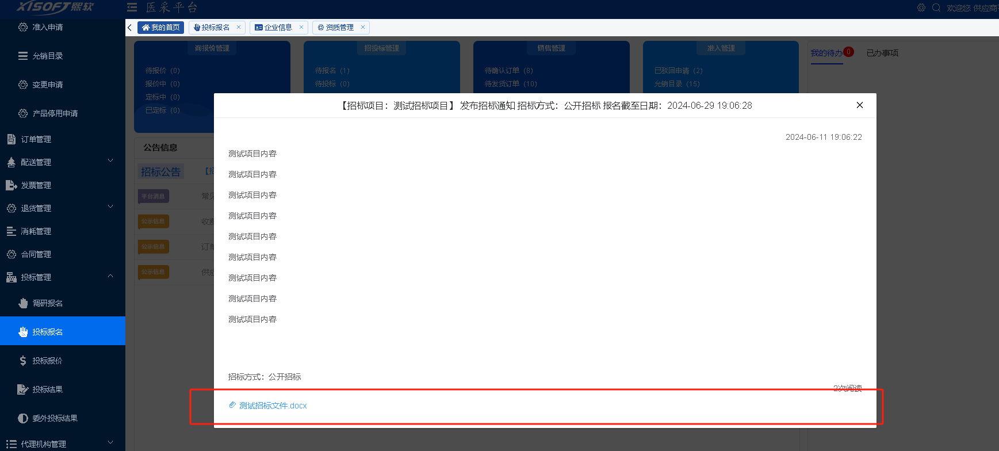 XISOFT熙软
医采平台
欢迎您 供应商
准入申请
允销目录
变更申请
产品停用申请
订单管理
配送管理
发票管理
退货管理
消耗管理
合同管理
投标管理
调研报名
投标报名
投标报价
投标结果
委外投标结果
代理机构管理
我的首页 投标报名 企业信息 资质管理
询报价管理
待报价 (0)
报价中 (0)
定标中 (0)
已定标 (0)
招投标管理
待报名 (1)
待投标 (0)
销售管理
待确认订单 (8)
待发货订单 (10)
准入管理
已驳回申请 (2)
允销目录 (15)
我的待办 0 已办事项
公告信息
招标公告
平台消息 常见
公示信息
公示信息 订单
公示信息 供应
【招标项目：测试招标项目】 发布招标通知 招标方式：公开招标 报名截至日期：2024-06-29 19:06:28
2024-06-11 19:06:22
测试项目内容
测试项目内容
测试项目内容
测试项目内容
测试项目内容
测试项目内容
测试项目内容
测试项目内容
测试项目内容
招标方式：公开招标
2次阅读
测试招标文件.docx